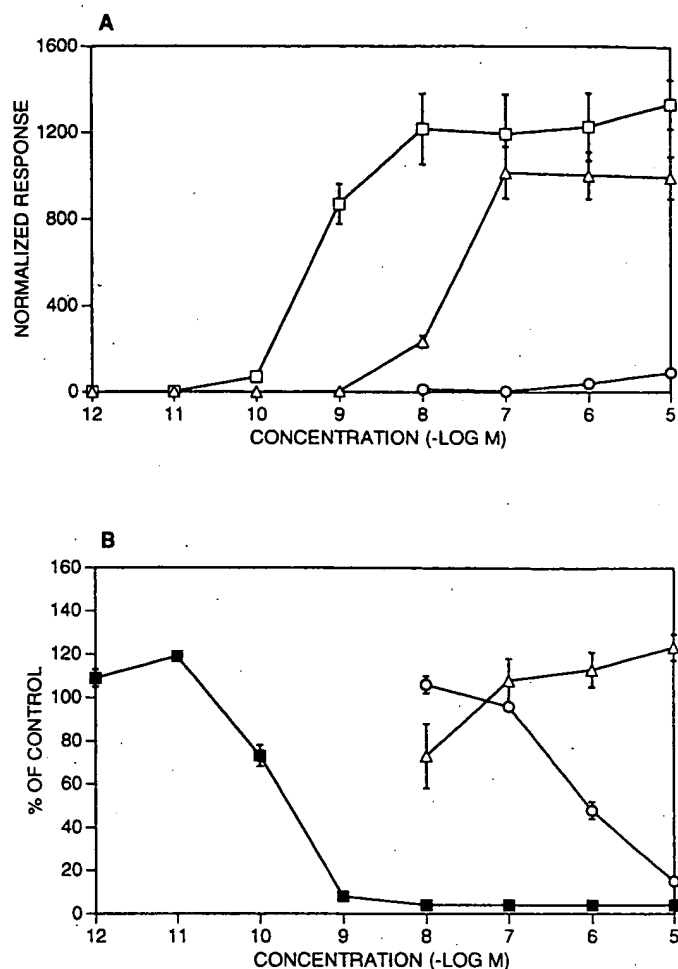 A
1600
1200
800
400
0
NORMALIZED RESPONSE
12 11 10 9 8 7 6 5
CONCENTRATION (-LOG M)
B
160
140
120
100
80
60
40
20
0
% OF CONTROL
12 11 10 9 8 7 6 5
CONCENTRATION (-LOG M)